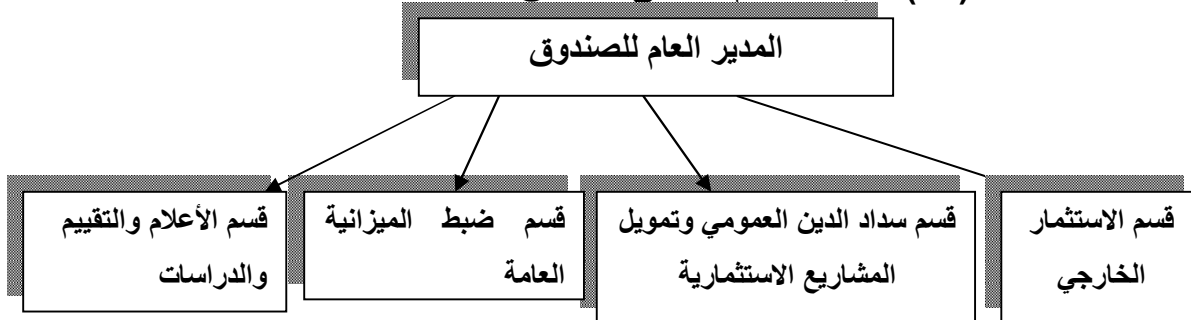 المدير العام للصندوق
قسم الاستثمار
الخارجي
قسم سداد الدين العمومي وتمويل
المشاريع الاستثمارية
قسم ضبط الميزانية
العامة
قسم الأعلام والتقييم
والدراسات